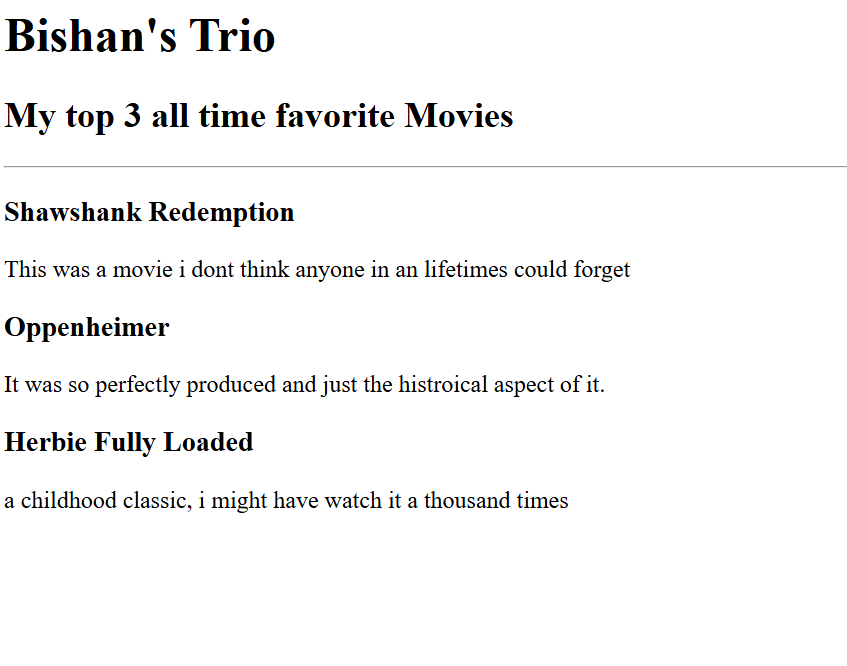 Bishan's Trio
My top 3 all time favorite Movies
Shawshank Redemption
This was a movie i dont think anyone in an lifetimes could forget
Oppenheimer
It was so perfectly produced and just the histroical aspect of it.
Herbie Fully Loaded
a childhood classic, i might have watch it a thousand times